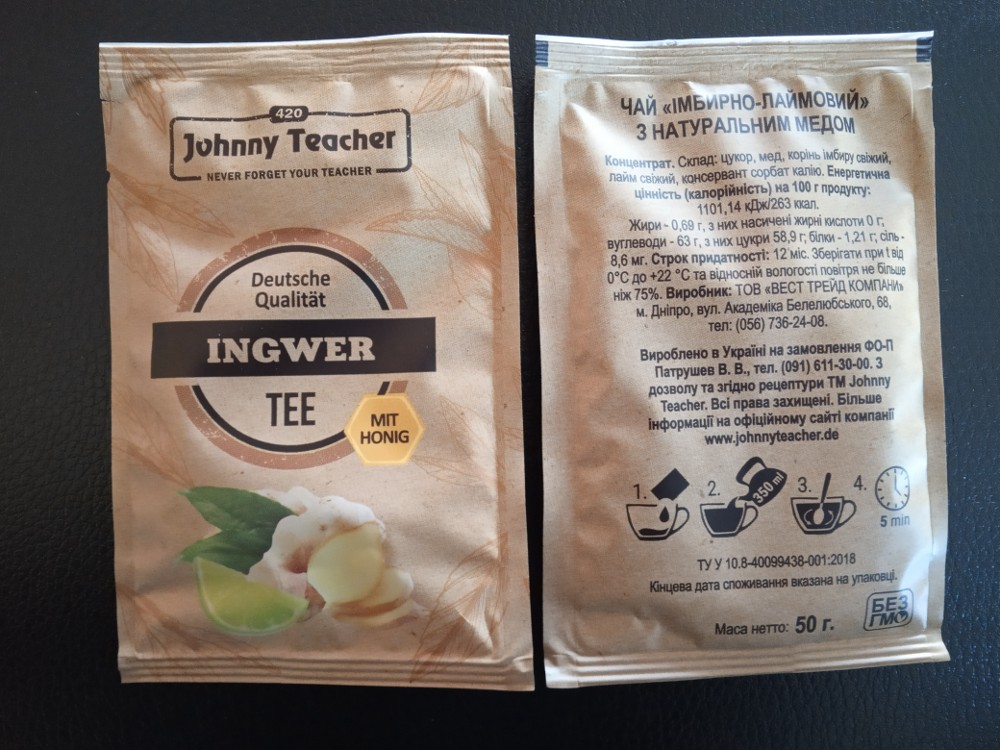 420
Johnny Teacher
NEVER FORGET YOUR TEACHER
Deutsche
Qualität
INGWER
TEE
MIT
HONIG
ЧАЙ «ІМБИРНО-ЛАЙМОВИЙ»
З НАТУРАЛЬНИМ МЕДОМ
Концентрат. Склад: цукор, мед, корінь імбиру свіжий,
лайм свіжий, консервант сорбат калію. Енергетична
цінність (калорійність) на 100 г продукту:
1101,14 кДж/263 ккал.
Жири - 0,69 г, з них насичені жирні кислоти 0 г;
вуглеводи - 63 г, з них цукри 58,9 г; білки - 1,21 г; сіль -
8,6 мг. Строк придатності: 12 міс. Зберігати при t від
0°C до +22 °C та відносній вологості повітря не більше
ніж 75%. Виробник: ТОВ «ВЕСТ ТРЕЙД КОМПАНІ»
м. Дніпро, вул. Академіка Белелюбського, 68,
тел: (056) 736-24-08.
Вироблено в Україні на замовлення ФО-П
Патрушев В. В., тел. (091) 611-30-00. З
дозволу та згідно рецептури ТМ Johnny
Teacher. Всі права захищені. Більше
інформації на офіційному сайті компанії
www.johnnyteacher.de
1. 2. 350 ml 3. 4.
5 min
ТУ У 10.8-40099438-001:2018
Кінцева дата споживання вказана на упаковці.
БЕЗ
ГМО
Маса нетто: 50 г.